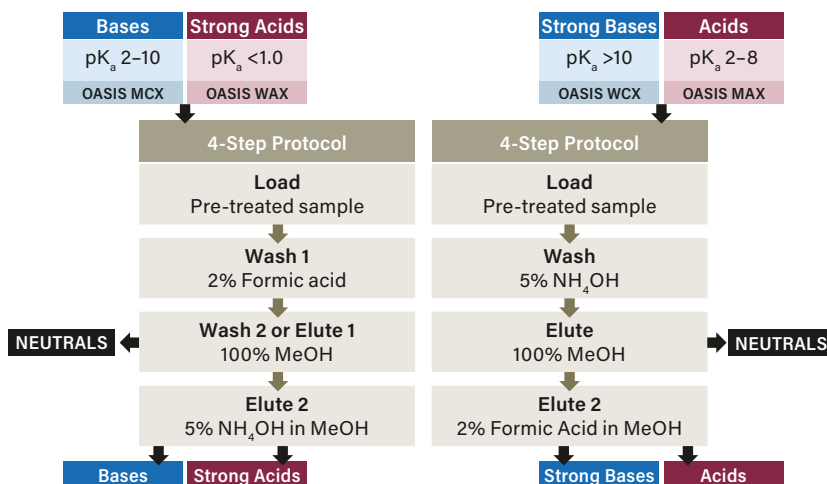 Bases Strong Acids
pKa 2–10 pKa <1.0
OASIS MCX OASIS WAX
4-Step Protocol
Load
Pre-treated sample
Wash 1
2% Formic acid
Wash 2 or Elute 1
100% MeOH
NEUTRALS
Elute 2
5% NH4OH in MeOH
Bases Strong Acids
Strong Bases Acids
pKa >10 pKa 2–8
OASIS WCX OASIS MAX
4-Step Protocol
Load
Pre-treated sample
Wash
5% NH4OH
Elute
100% MeOH
NEUTRALS
Elute 2
2% Formic Acid in MeOH
Strong Bases Acids